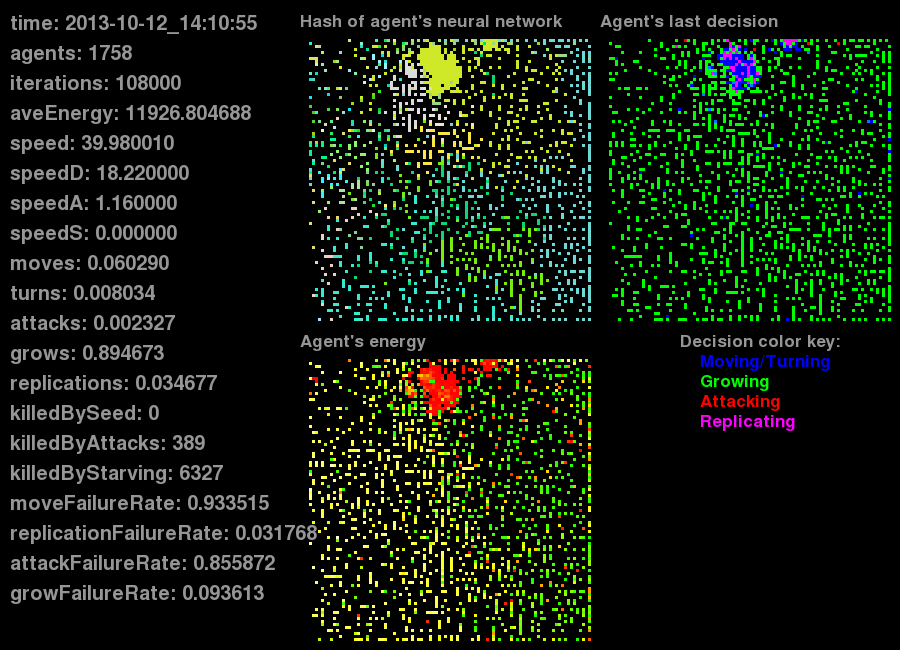 time: 2013-10-12_14:10:55
agents: 1758
iterations: 108000
aveEnergy: 11926.804688
speed: 39.980010
speedD: 18.220000
speedA: 1.160000
speedS: 0.000000
moves: 0.060290
turns: 0.008034
attacks: 0.002327
grows: 0.894673
replications: 0.034677
killedBySeed: 0
killedByAttacks: 389
killedByStarving: 6327
moveFailureRate: 0.933515
replicationFailureRate: 0.031768
attackFailureRate: 0.855872
growFailureRate: 0.093613
Hash of agent's neural network
Agent's last decision
Agent's energy
Decision color key:
Moving/Turning
Growing
Attacking
Replicating